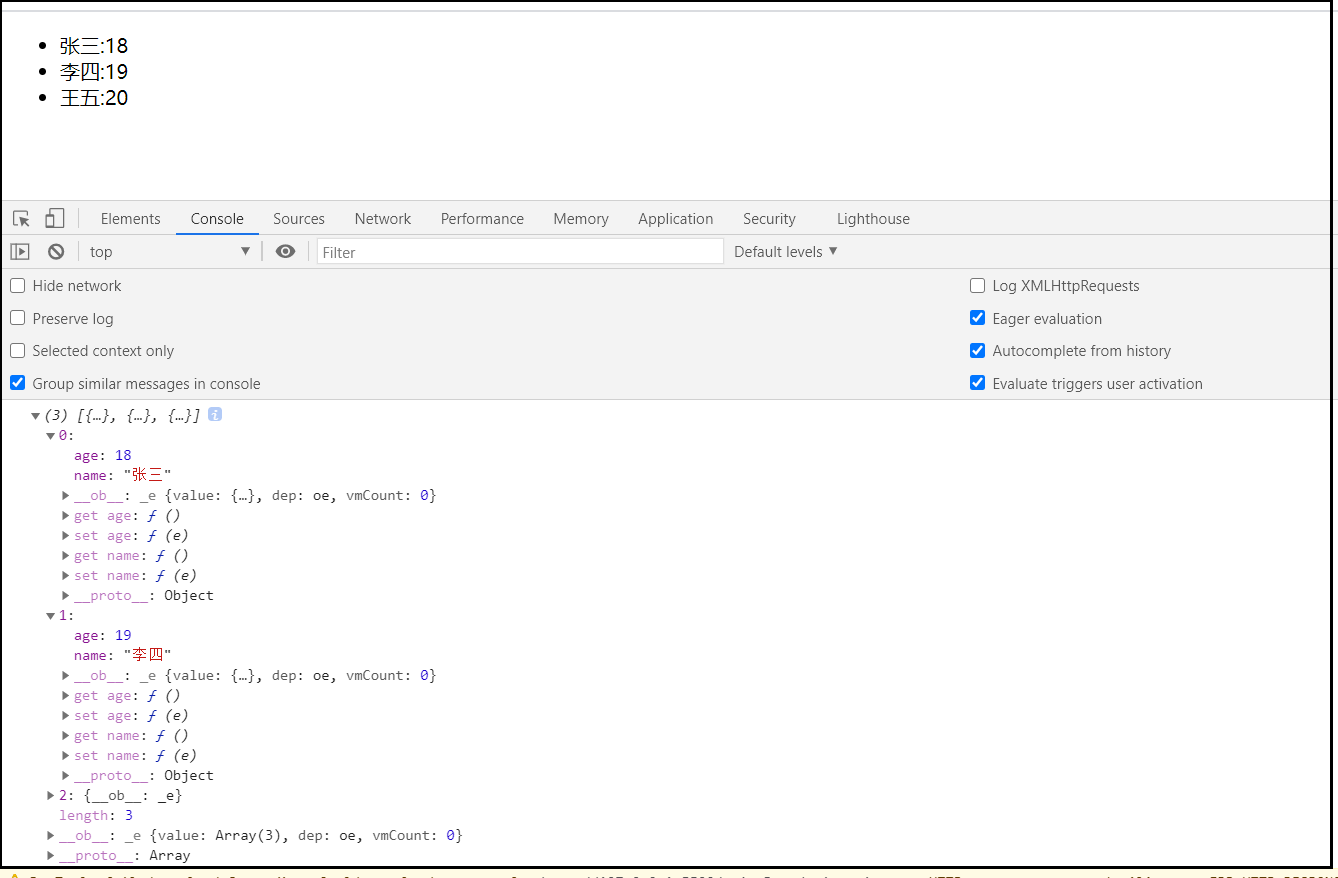 张三:18
李四:19
王五:20
Elements Console Sources Network Performance Memory Application Security Lighthouse
top Filter Default levels
Hide network Log XMLHttpRequests
Preserve log Eager evaluation
Selected context only Autocomplete from history
Group similar messages in console Evaluate triggers user activation
(3) [{…}, {…}, {…}] i
0:
age: 18
name: "张三"
__ob__: _e {value: {…}, dep: oe, vmCount: 0}
get age: ƒ ()
set age: ƒ (e)
get name: ƒ ()
set name: ƒ (e)
__proto__: Object
1:
age: 19
name: "李四"
__ob__: _e {value: {…}, dep: oe, vmCount: 0}
get age: ƒ ()
set age: ƒ (e)
get name: ƒ ()
set name: ƒ (e)
__proto__: Object
2: {__ob__: _e}
length: 3
__ob__: _e {value: Array(3), dep: oe, vmCount: 0}
__proto__: Array